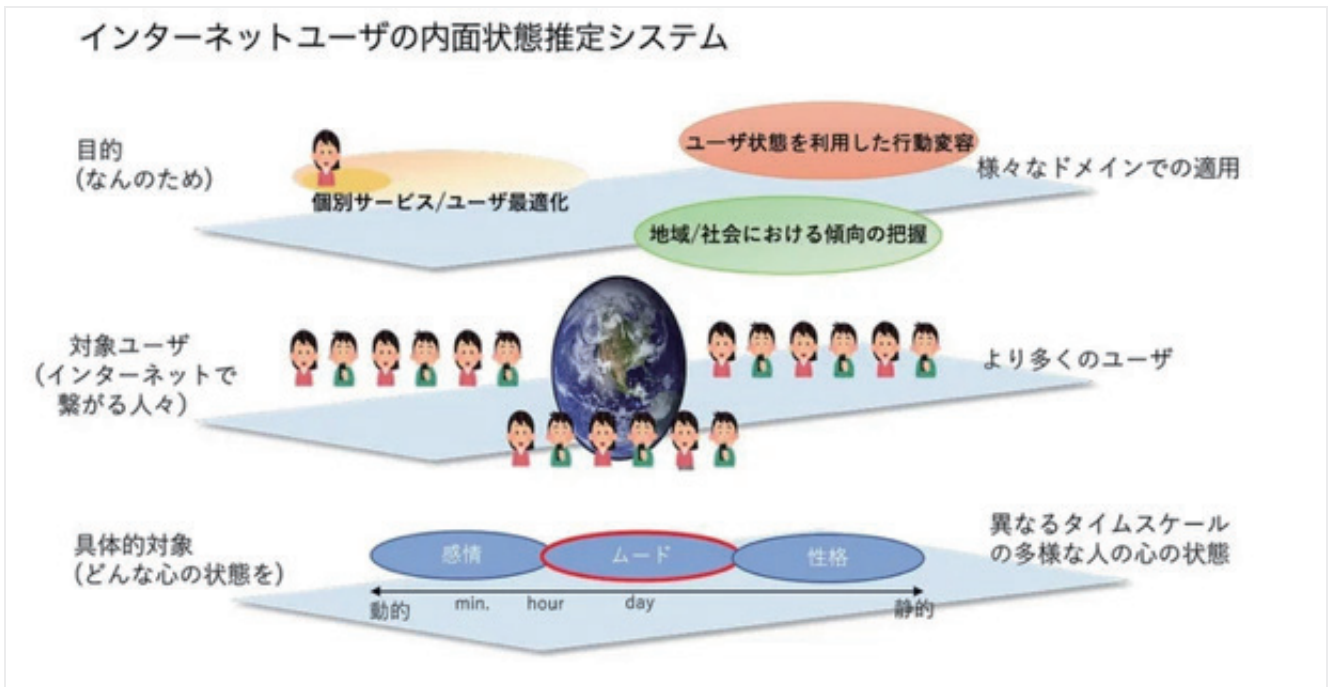 インターネットユーザの内面状態推定システム
目的
(なんのため)
個別サービス/ユーザ最適化
ユーザ状態を利用した行動変容
地域/社会における傾向の把握
様々なドメインでの適用
対象ユーザ
(インターネットで
繋がる人々)
より多くのユーザ
具体的対象
(どんな心の状態を)
感情
ムード
性格
動的
min.
hour
day
静的
異なるタイムスケール
の多様な人の心の状態